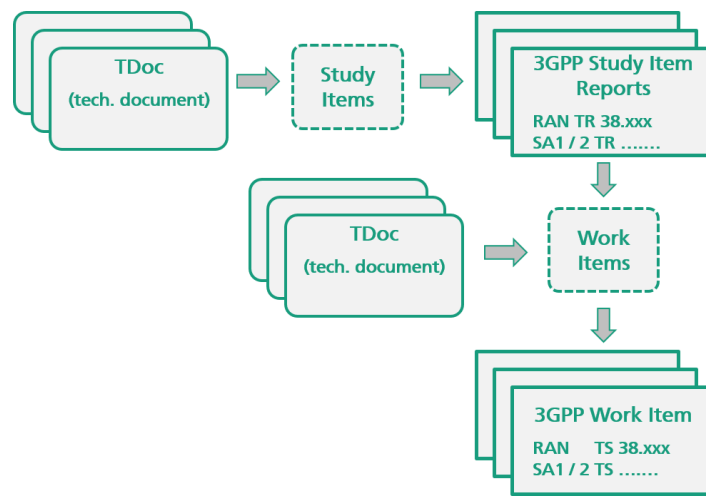 TDoc
(tech. document)
Study
Items
3GPP Study Item
Reports
RAN TR 38.xxx
SA1 / 2 TR .......
TDoc
(tech. document)
Work
Items
3GPP Work Item
RAN TS 38.xxx
SA1 / 2 TS .......